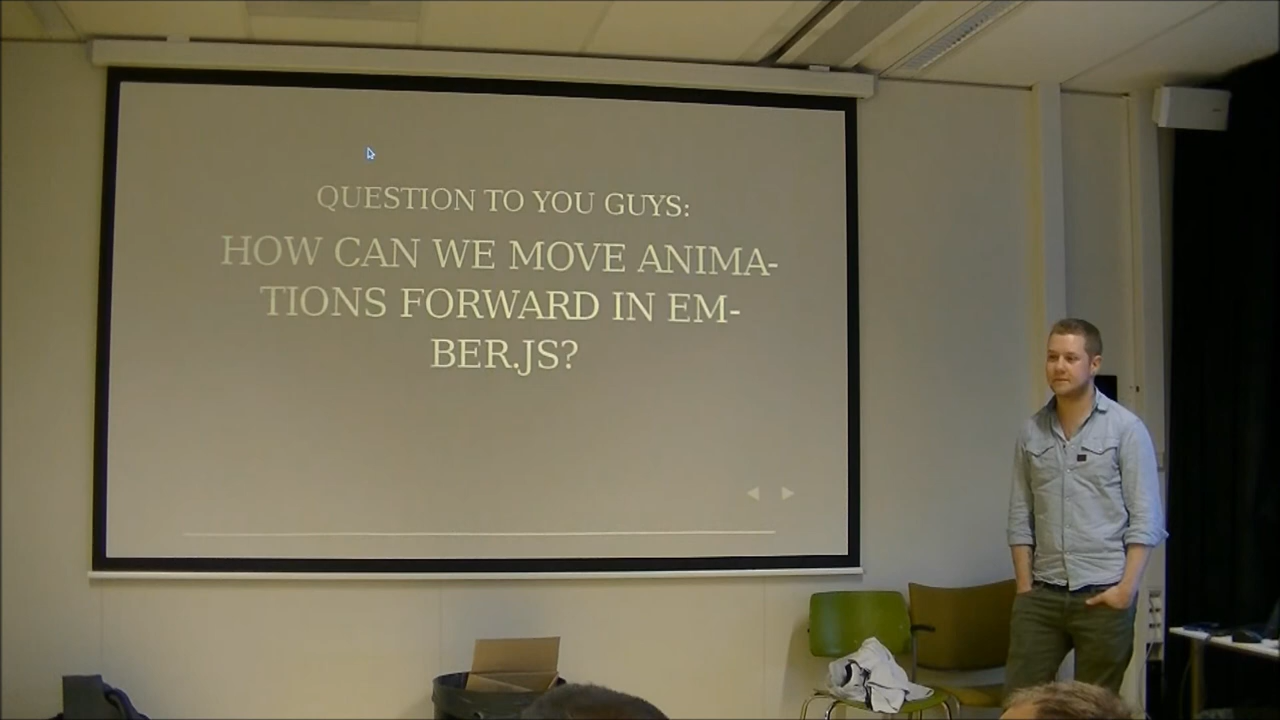 QUESTION TO YOU GUYS:
HOW CAN WE MOVE ANIMA-
TIONS FORWARD IN EM-
BER.JS?